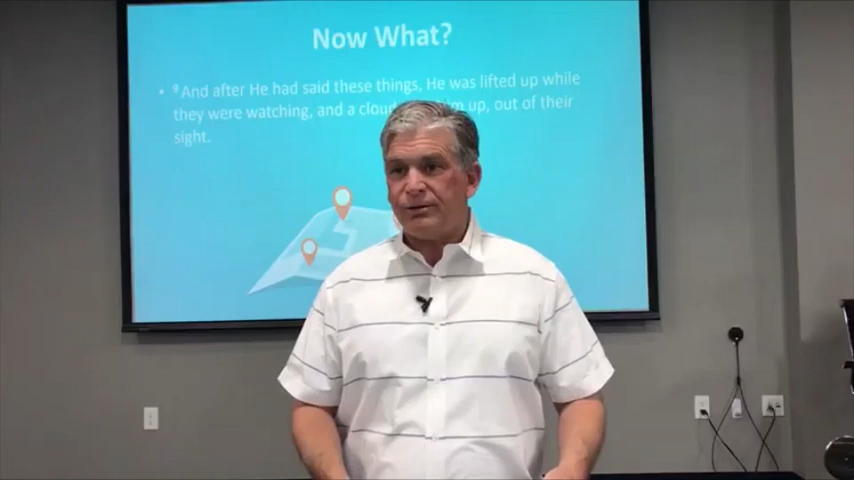 Now What?
• ⁹ And after He had said these things, He was lifted up while
they were watching, and a cloud up, out of their
sight.